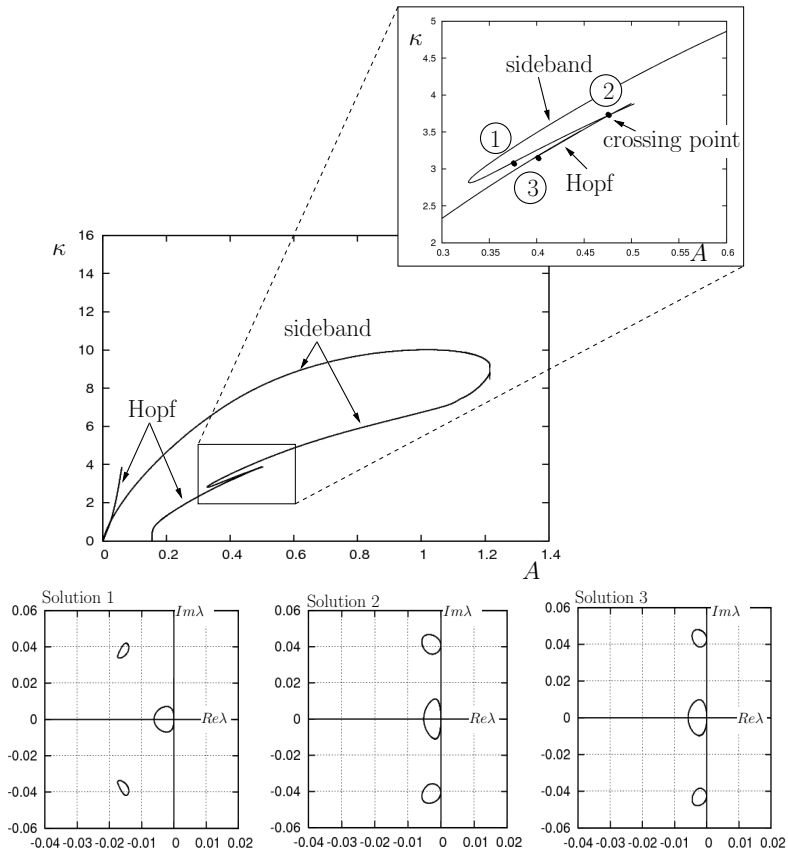 κ
5
4.5
4
3.5
3
2.5
2
sideband
1
2
3
crossing point
Hopf
0.3 0.35 0.4 0.45 0.5 0.55 0.6
A
κ
16
14
12
10
8
6
4
2
0
sideband
Hopf
0 0.2 0.4 0.6 0.8 1 1.2 1.4
A
Solution 1
Imλ
0.06
0.04
0.02
0
-0.02
-0.04
-0.06
Reλ
-0.04 -0.03 -0.02 -0.01 0 0.01 0.02
Solution 2
Imλ
0.06
0.04
0.02
0
-0.02
-0.04
-0.06
Reλ
-0.04 -0.03 -0.02 -0.01 0 0.01 0.02
Solution 3
Imλ
0.06
0.04
0.02
0
-0.02
-0.04
-0.06
Reλ
-0.04 -0.03 -0.02 -0.01 0 0.01 0.02